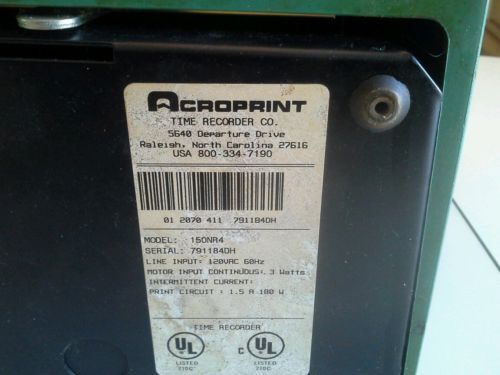 ACROPRINT
TIME RECORDER CO.
5640 Departure Drive
Raleigh, North Carolina 27616
USA 800-334-7190
01 2070 411 791184DH
MODEL: 150NR4
SERIAL: 791184DH
LINE INPUT: 120VAC 60Hz
MOTOR INPUT CONTINUOUS: 3 Watts
INTERMITTENT CURRENT:
PRINT CIRCUIT : 1.5 A 180 W
TIME RECORDER
UL C UL
LISTED LISTED